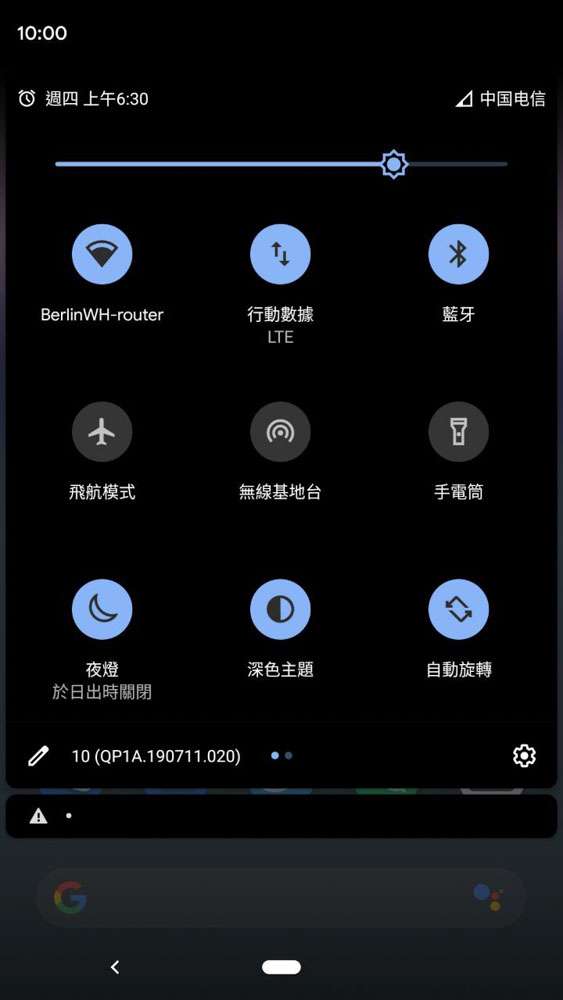 10:00
週四 上午6:30
中国电信
BerlinWH-router
行動數據
LTE
藍牙
飛航模式
無線基地台
手電筒
夜燈
於日出時關閉
深色主題
自動旋轉
10 (QP1A.190711.020)